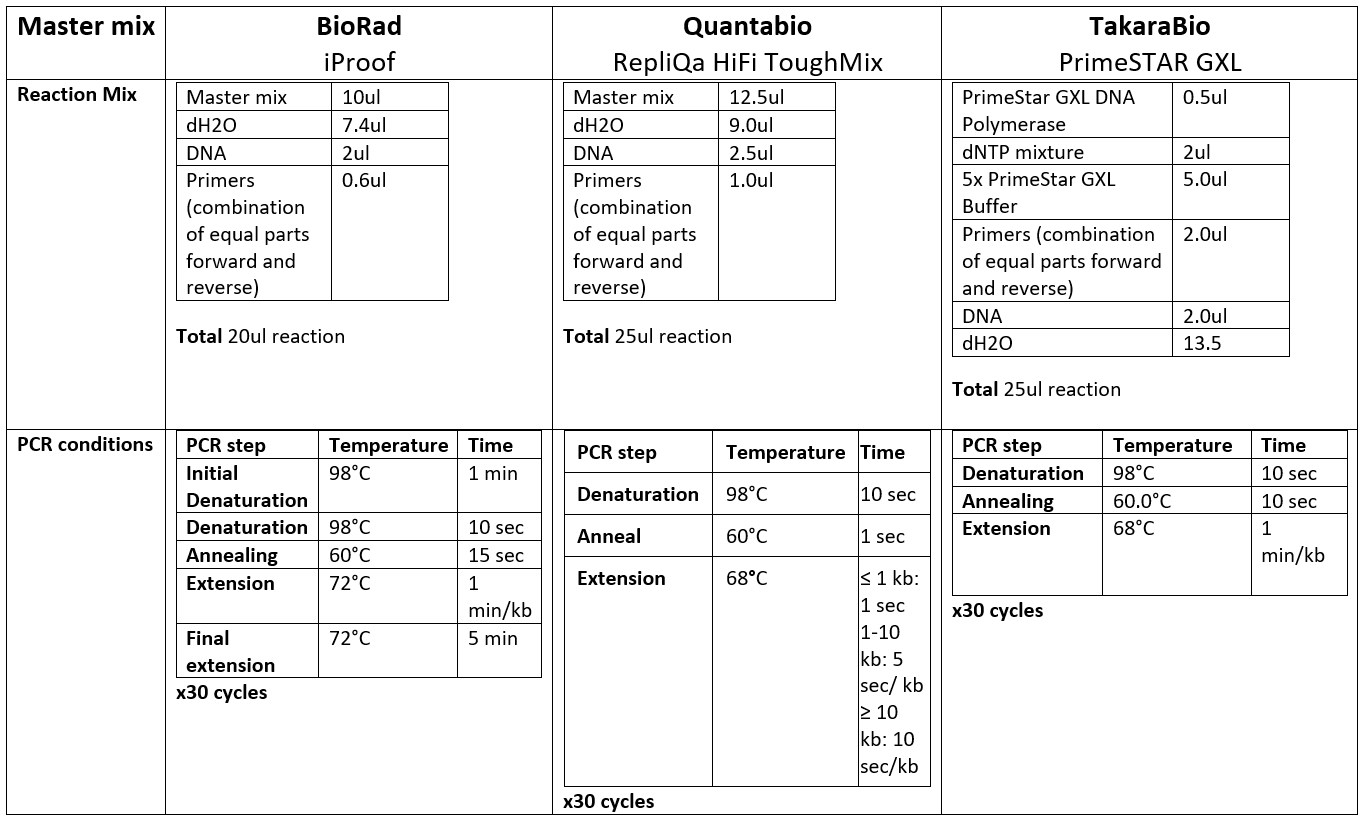 Master mix
BioRad
iProof
Quantabio
RepliQa HiFi ToughMix
TakaraBio
PrimeSTAR GXL
Reaction Mix
Master mix 10ul
dH2O 7.4ul
DNA 2ul
Primers 0.6ul
(combination
of equal parts
forward and
reverse)
Total 20ul reaction
Master mix 12.5ul
dH2O 9.0ul
DNA 2.5ul
Primers 1.0ul
(combination
of equal parts
forward and
reverse)
Total 25ul reaction
PrimeStar GXL DNA 0.5ul
Polymerase
dNTP mixture 2ul
5x PrimeStar GXL 5.0ul
Buffer
Primers (combination 2.0ul
of equal parts forward
and reverse)
DNA 2.0ul
dH2O 13.5
Total 25ul reaction
PCR conditions
PCR step Temperature Time
Initial 98°C 1 min
Denaturation
Denaturation 98°C 10 sec
Annealing 60°C 15 sec
Extension 72°C 1
min/kb
Final 72°C 5 min
extension
x30 cycles
PCR step Temperature Time
Denaturation 98°C 10 sec
Anneal 60°C 1 sec
Extension 68°C ≤ 1 kb:
1 sec
1-10
kb: 5
sec/ kb
≥ 10
kb: 10
sec/kb
x30 cycles
PCR step Temperature Time
Denaturation 98°C 10 sec
Annealing 60.0°C 10 sec
Extension 68°C 1
min/kb
x30 cycles